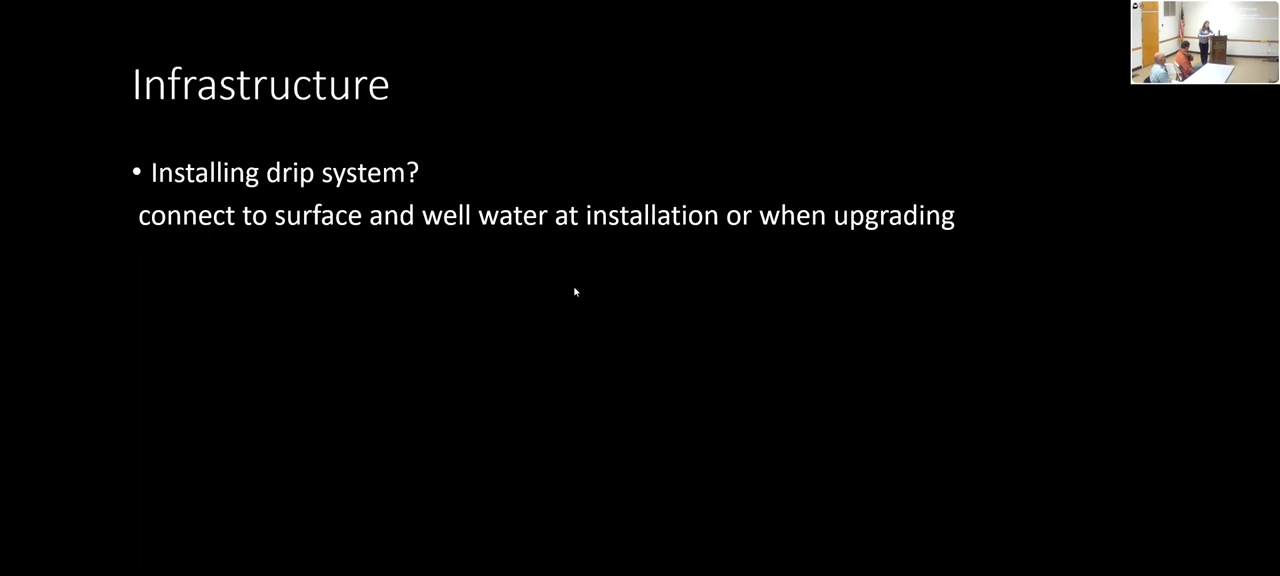 Infrastructure
• Installing drip system?
connect to surface and well water at installation or when upgrading